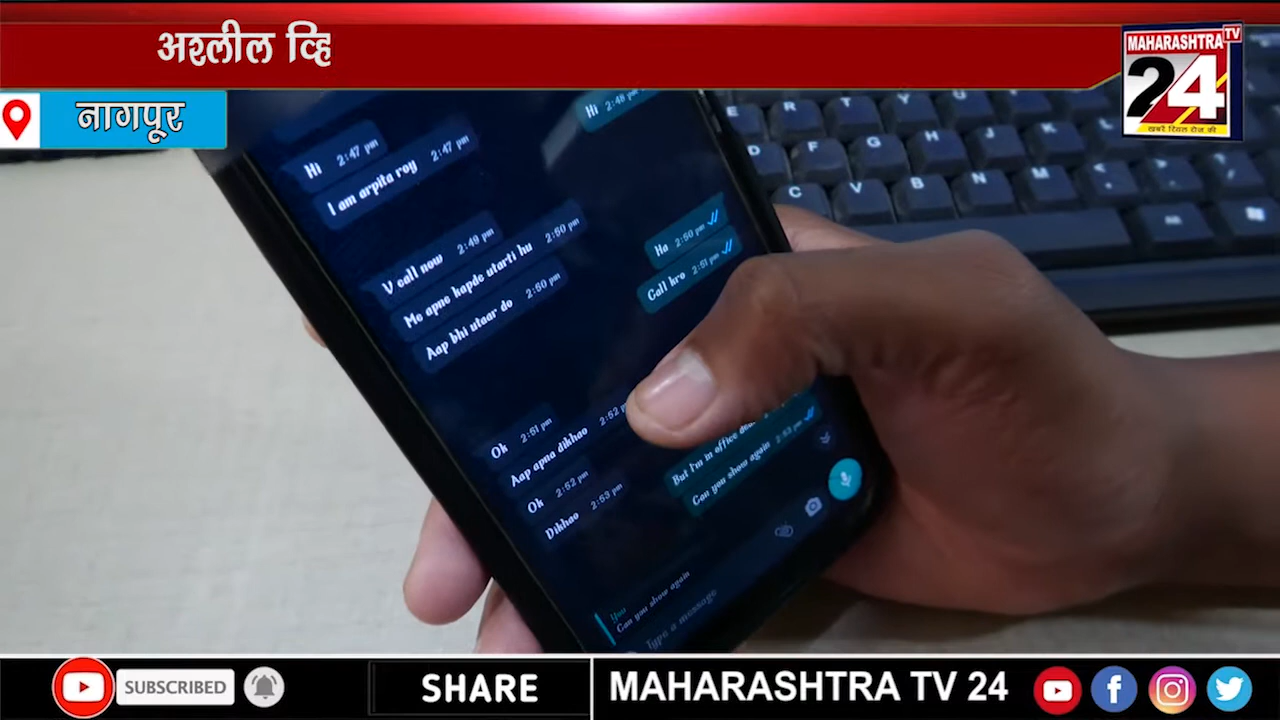 अश्लील व्हि
MAHARASHTRA TV
24
खबरें रियल रोज की
नागपूर
Hi 2:48 pm
Hi 2:47 pm
I am arpita roy 2:47 pm
V call now 2:49 pm
Me apne kapde utarti hu 2:50 pm
Aap bhi utaar do 2:50 pm
Ha 2:50 pm
Call kro 2:51 pm
Ok 2:51 pm
Aap apna dikhao 2:52 pm
Ok 2:52 pm
Dikhao 2:53 pm
But I'm in office
Can you show again 2:53 pm
You
Can you show again
Type a message
E R T Y G U
D F G H J K L
C V B N M
SUBSCRIBED
SHARE
MAHARASHTRA TV 24